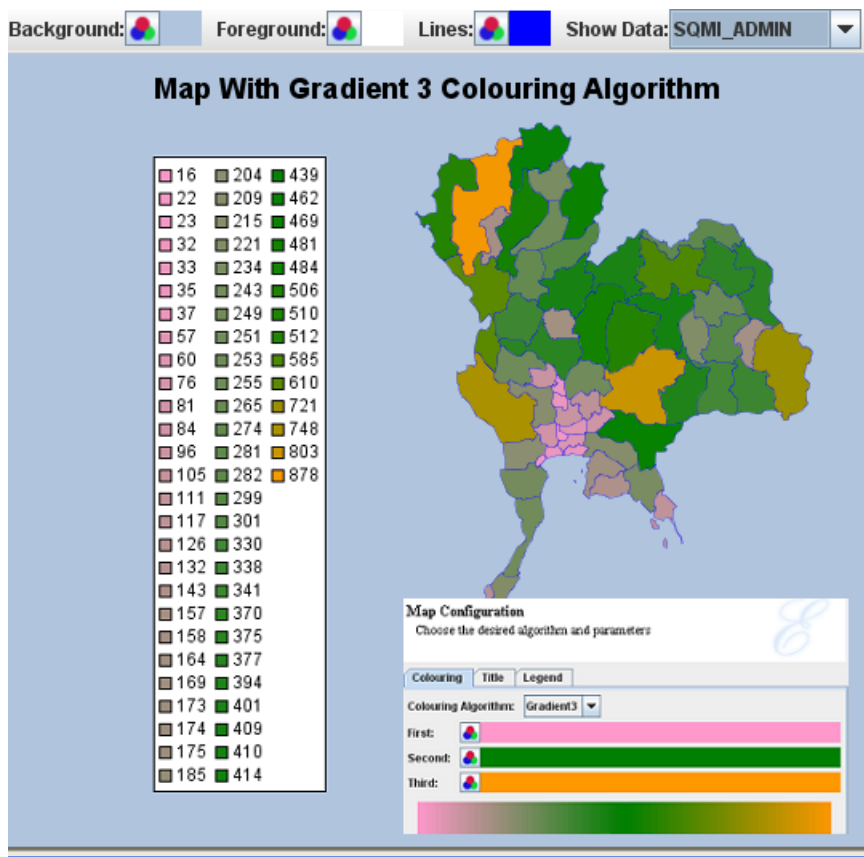 Background: Foreground: Lines: Show Data: SQMI_ADMIN
Map With Gradient 3 Colouring Algorithm
16 204 439
22 209 462
23 215 469
32 221 481
33 234 484
35 243 506
37 249 510
57 251 512
60 253 585
76 255 610
81 265 721
84 274 748
96 281 803
105 282 878
111 299
117 301
126 330
132 338
143 341
157 370
158 375
164 377
169 394
173 401
174 409
175 410
185 414
Map Configuration
Choose the desired algorithm and parameters
Colouring Title Legend
Colouring Algorithm: Gradient3
First:
Second:
Third: